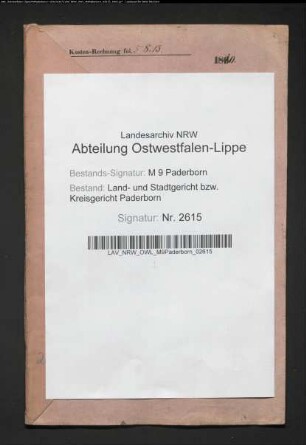 Kosten-Rechnung fol.
Landesarchiv NRW
Abteilung Ostwestfalen-Lippe
Bestands-Signatur: M 9 Paderborn
Bestand: Land- und Stadtgericht bzw.
Kreisgericht Paderborn
Signatur: Nr. 2615
LAV_NRW_OWL_M9Paderborn_02615